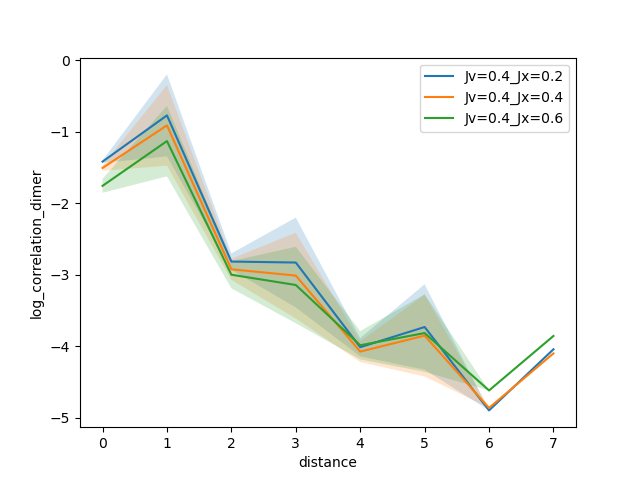 0
−1
−2
−3
−4
−5
0 1 2 3 4 5 6 7
distance
log_correlation_dimer
Jv=0.4_Jx=0.2
Jv=0.4_Jx=0.4
Jv=0.4_Jx=0.6